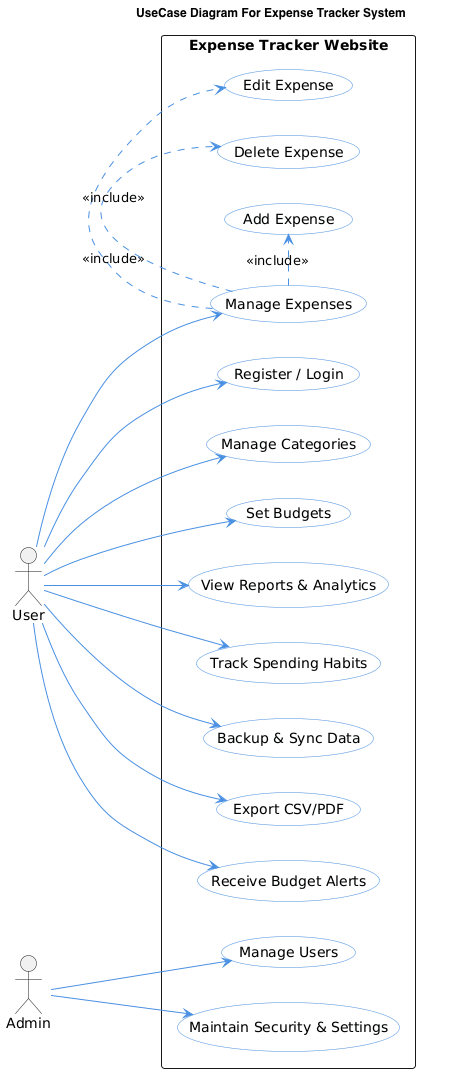 UseCase Diagram For Expense Tracker System
Expense Tracker Website
Edit Expense
Delete Expense
«include»
Add Expense
«include»
«include»
Manage Expenses
Register / Login
Manage Categories
Set Budgets
View Reports & Analytics
User
Track Spending Habits
Backup & Sync Data
Export CSV/PDF
Receive Budget Alerts
Manage Users
Admin
Maintain Security & Settings